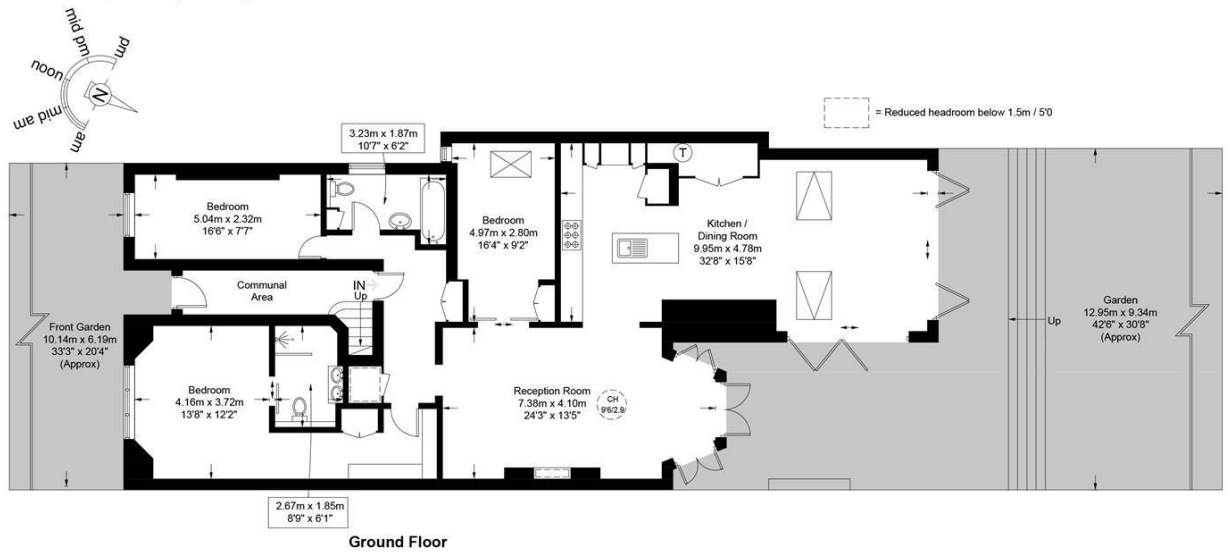 mid pm
pm
noon
N
mid am
am
= Reduced headroom below 1.5m / 5'0
3.23m x 1.87m
10'7" x 6'2"
T
Bedroom
5.04m x 2.32m
16'6" x 7'7"
Bedroom
4.97m x 2.80m
16'4" x 9'2"
Kitchen /
Dining Room
9.95m x 4.78m
32'8" x 15'8"
Communal
Area
IN
Up
Front Garden
10.14m x 6.19m
33'3" x 20'4"
(Approx)
Up
Garden
12.95m x 9.34m
42'6" x 30'8"
(Approx)
Bedroom
4.16m x 3.72m
13'8" x 12'2"
Reception Room
7.38m x 4.10m
24'3" x 13'5"
CH
9'6/2.9/
2.67m x 1.85m
8'9" x 6'1"
Ground Floor